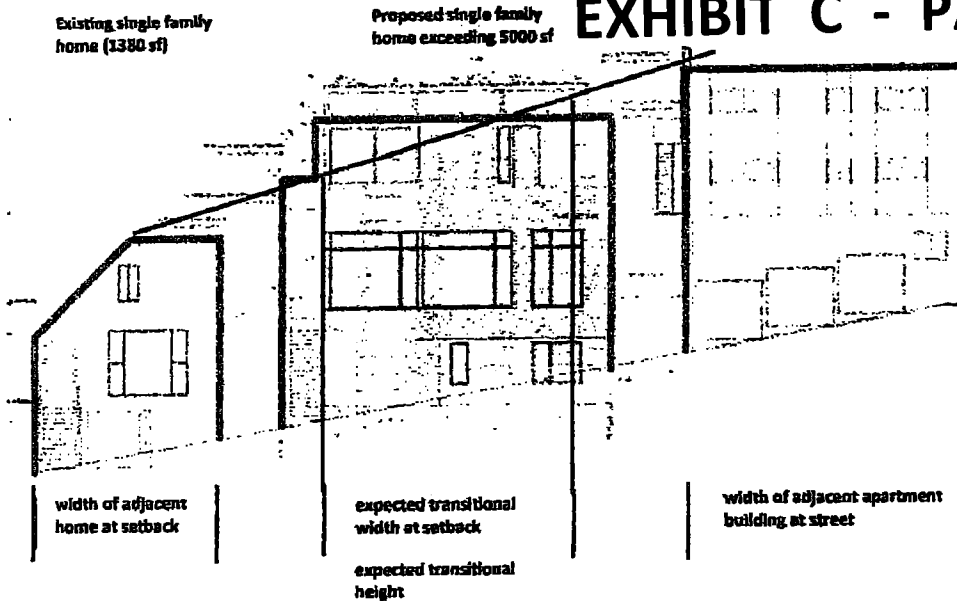 EXHIBIT C - PA
Existing single family
home (1380 sf)
Proposed single family
home exceeding 5000 sf
width of adjacent
home at setback
expected transitional
width at setback
expected transitional
height
width of adjacent apartment
building at street